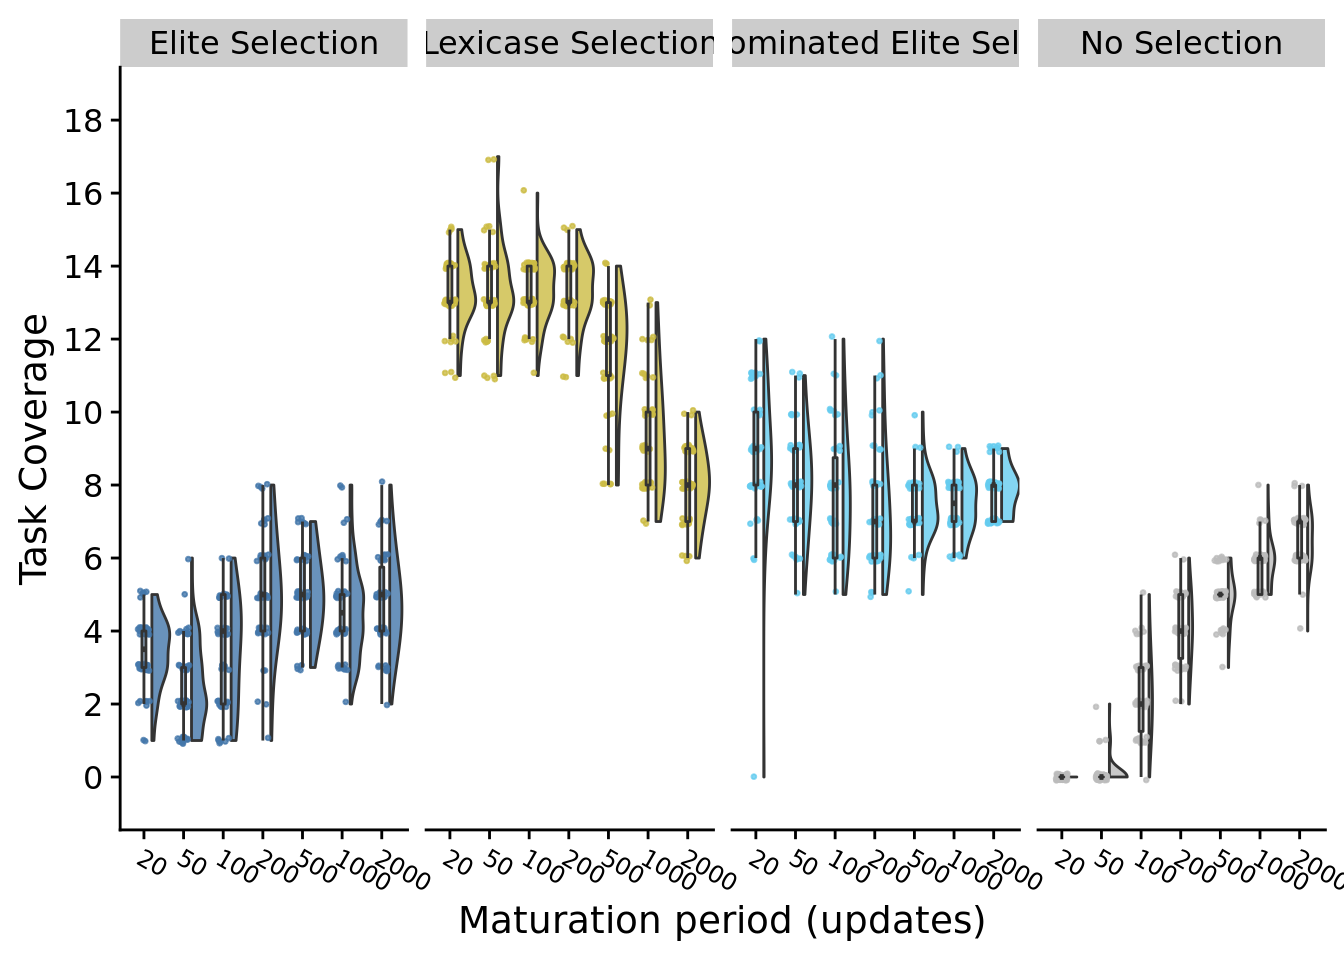 Elite Selection
Lexicase Selection
ominated Elite Sel
No Selection
18
16
14
12
10
8
6
4
2
0
Task Coverage
20 50 100 200 500 1000 2000
20 50 100 200 500 1000 2000
20 50 100 200 500 1000 2000
20 50 100 200 500 1000 2000
Maturation period (updates)